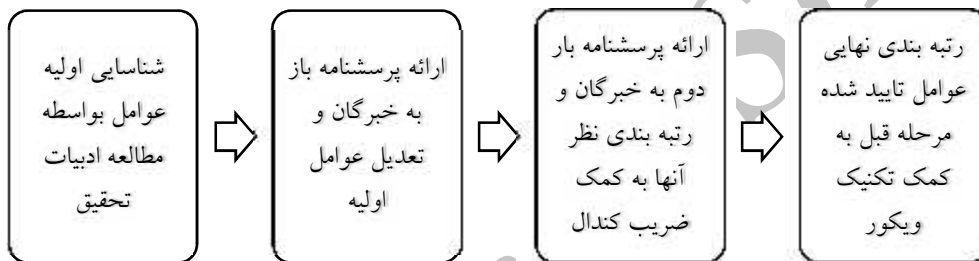 شناسایی اولیه
عوامل بواسطه
مطالعه ادبیات
تحقیق
ارائه پرسشنامه باز
به خبرگان و
تعدیل عوامل
اولیه
ارائه پرسشنامه بار
دوم به خبرگان و
رتبه بندی نظر
آنها به کمک
ضریب کندال
رتبه بندی نهایی
عوامل تایید شده
مرحله قبل به
کمک تکنیک
ویکور